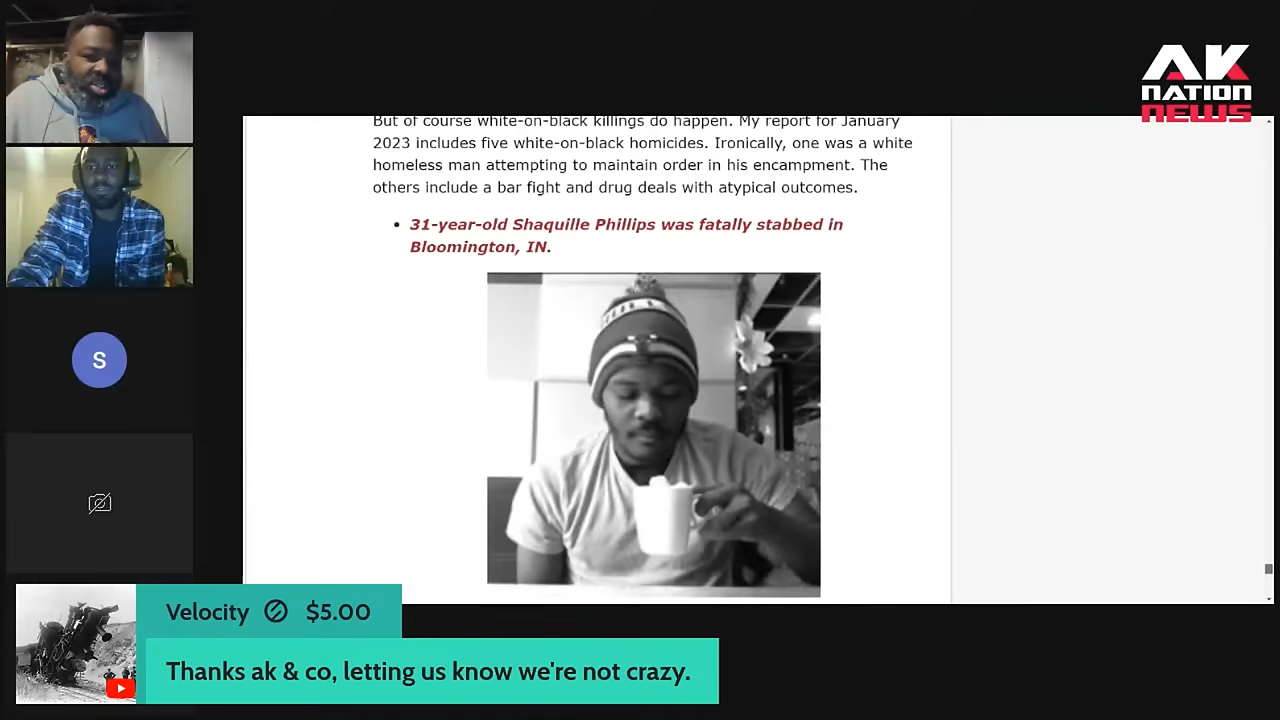 AK
NATION
NEWS
But of course white-on-black killings do happen. My report for January
2023 includes five white-on-black homicides. Ironically, one was a white
homeless man attempting to maintain order in his encampment. The
others include a bar fight and drug deals with atypical outcomes.
• 31-year-old Shaquille Phillips was fatally stabbed in
Bloomington, IN.
S
Velocity $5.00
Thanks ak & co, letting us know we're not crazy.